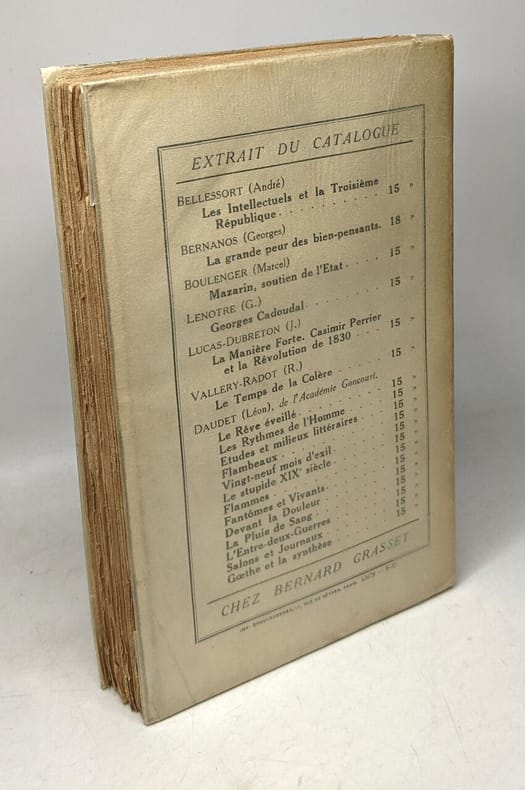 EXTRAIT DU CATALOGUE
BELLESSORT (André)
Les Intellectuels et la Troisième
République . . . . . . . . . . 15 »
BERNANOS (Georges)
La grande peur des bien-pensants. 18 »
BOULENGER (Marcel)
Mazarin, soutien de l'Etat . . . . 15 »
LENOTRE (G.)
Georges Cadoudal . . . . . . . . 15 »
LUCAS-DUBRETON (J.)
La Manière Forte. Casimir Perrier
et la Révolution de 1830 . . . 15 »
VALLERY-RADOT (R.)
Le Temps de la Colère . . . . . 15 »
DAUDET (Léon), de l'Académie Goncourt.
Le Rêve éveillé . . . . . . . . 15 »
Les Rythmes de l'Homme . . . . 15 »
Etudes et milieux littéraires . . . . 15 »
Flambeaux . . . . . . . . . . 15 »
Vingt-neuf mois d'exil . . . . . . 15 »
Le stupide XIXe siècle . . . . . . 15 »
Flammes . . . . . . . . . . . 15 »
Fantômes et Vivants . . . . . . . 15 »
Devant la Douleur . . . . . . . 15 »
La Pluie de Sang . . . . . . . . 15 »
L'Entre-deux-Guerres . . . . . . 15 »
Salons et Journaux . . . . . . . 15 »
Gœthe et la synthèse . . . . . . 15 »
CHEZ BERNARD GRASSET